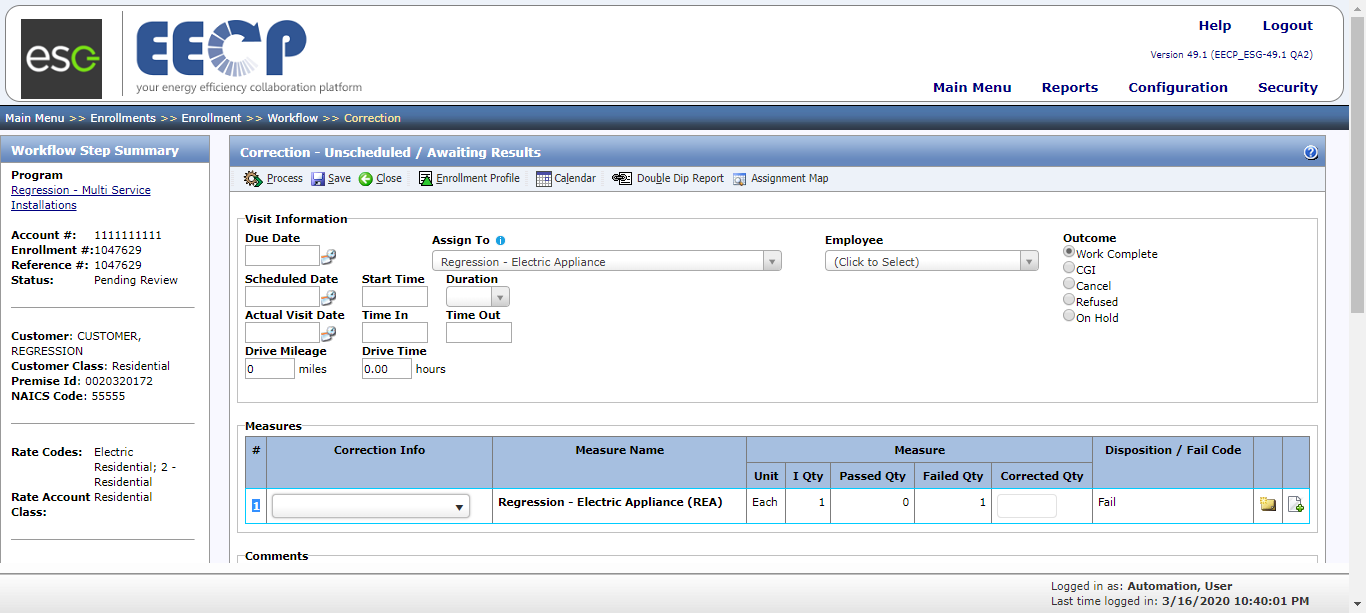 esg
EECP
your energy efficiency collaboration platform
Help Logout
Version 49.1 (EECP_ESG-49.1 QA2)
Main Menu Reports Configuration Security
Main Menu >> Enrollments >> Enrollment >> Workflow >> Correction
Workflow Step Summary
Program
Regression - Multi Service
Installations
Account #: 1111111111
Enrollment #: 1047629
Reference #: 1047629
Status: Pending Review
Customer: CUSTOMER,
REGRESSION
Customer Class: Residential
Premise Id: 0020320172
NAICS Code: 55555
Rate Codes: Electric
Residential; 2 -
Residential
Rate Account Residential
Class:
Correction - Unscheduled / Awaiting Results
Process Save Close Enrollment Profile Calendar Double Dip Report Assignment Map
Visit Information
Due Date
Assign To
Regression - Electric Appliance
Employee
(Click to Select)
Outcome
Work Complete
CGI
Cancel
Refused
On Hold
Scheduled Date Start Time Duration
Actual Visit Date Time In Time Out
Drive Mileage Drive Time
0 miles 0.00 hours
Measures
# Correction Info Measure Name Measure Disposition / Fail Code
Unit I Qty Passed Qty Failed Qty Corrected Qty
1 Regression - Electric Appliance (REA) Each 1 0 1 Fail
Comments
Logged in as: Automation, User
Last time logged in: 3/16/2020 10:40:01 PM